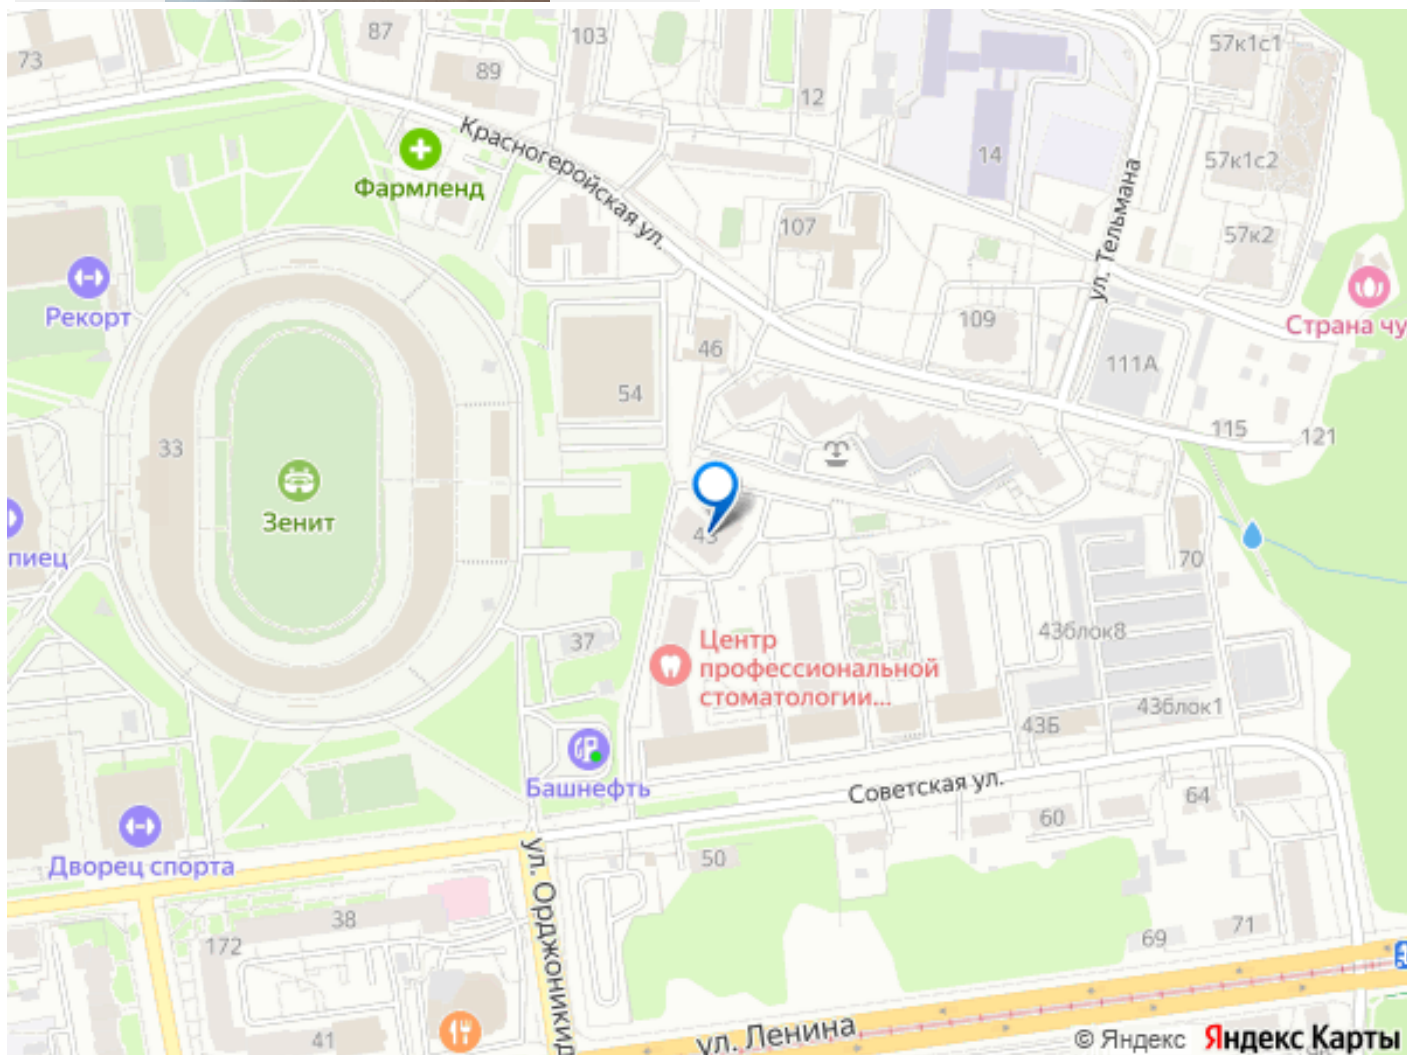 73
87
89
103
12
57к1с1
Красногеройская ул.
Фармленд
14
57к1с2
ул. Тельмана
107
57к2
Рекорт
109
Страна чу
46
111А
54
33
115
121
Зенит
43
пиец
70
37
Центр
профессиональной
стоматологии...
43блок8
43блок1
43Б
Башнефть
Советская ул.
64
60
Дворец спорта
50
ул. Орджоникид
38
172
69
71
41
ул. Ленина
© Яндекс Яндекс Карты